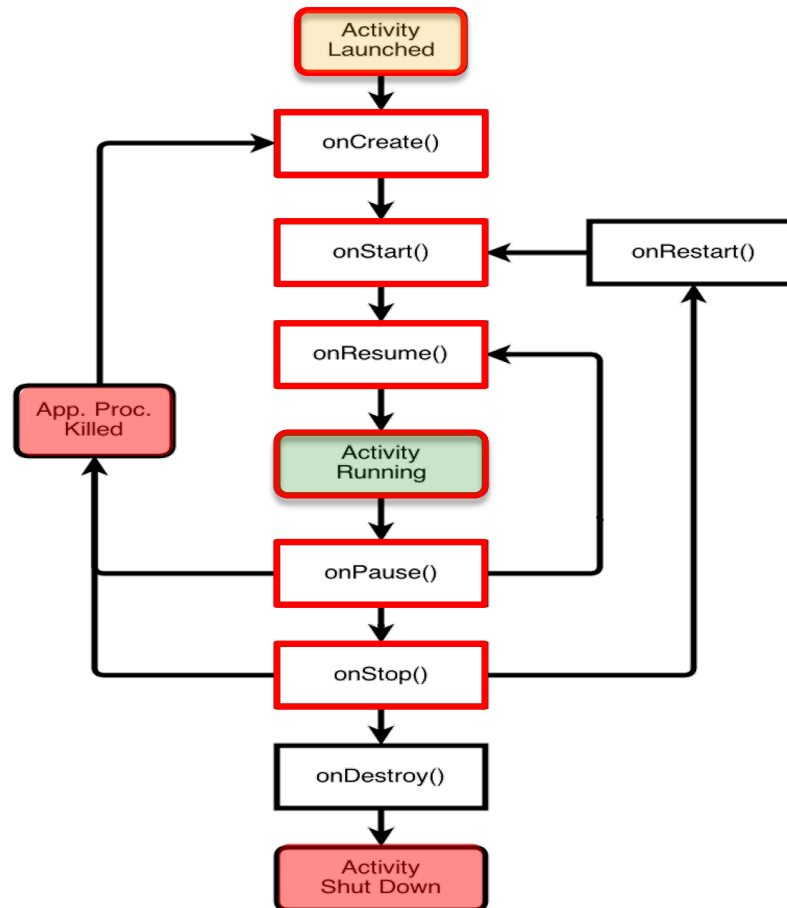 Activity
Launched
onCreate()
onStart()
onRestart()
onResume()
App. Proc.
Killed
Activity
Running
onPause()
onStop()
onDestroy()
Activity
Shut Down